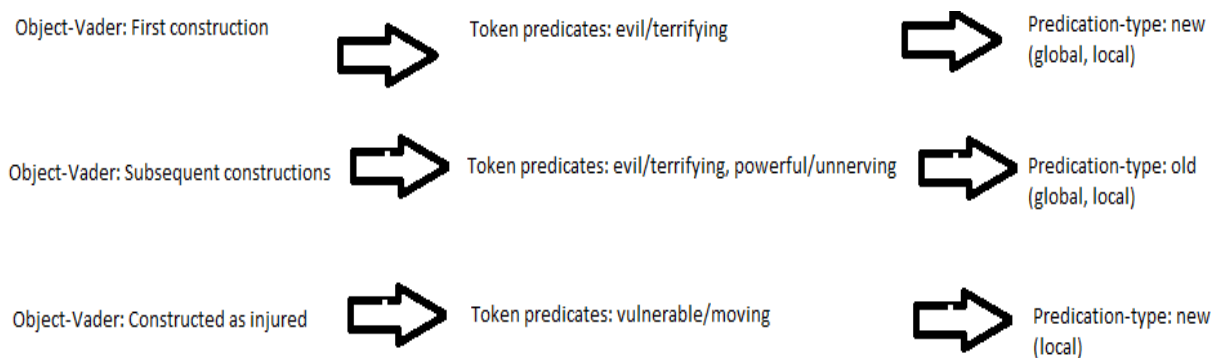 Object-Vader: First construction
Token predicates: evil/terrifying
Predication-type: new
(global, local)
Object-Vader: Subsequent constructions
Token predicates: evil/terrifying, powerful/unnerving
Predication-type: old
(global, local)
Object-Vader: Constructed as injured
Token predicates: vulnerable/moving
Predication-type: new
(local)